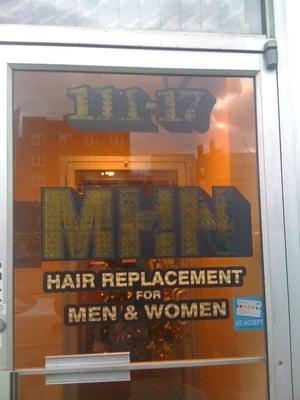 111-17
MHN
HAIR REPLACEMENT
FOR
MEN & WOMEN
WE ACCEPT